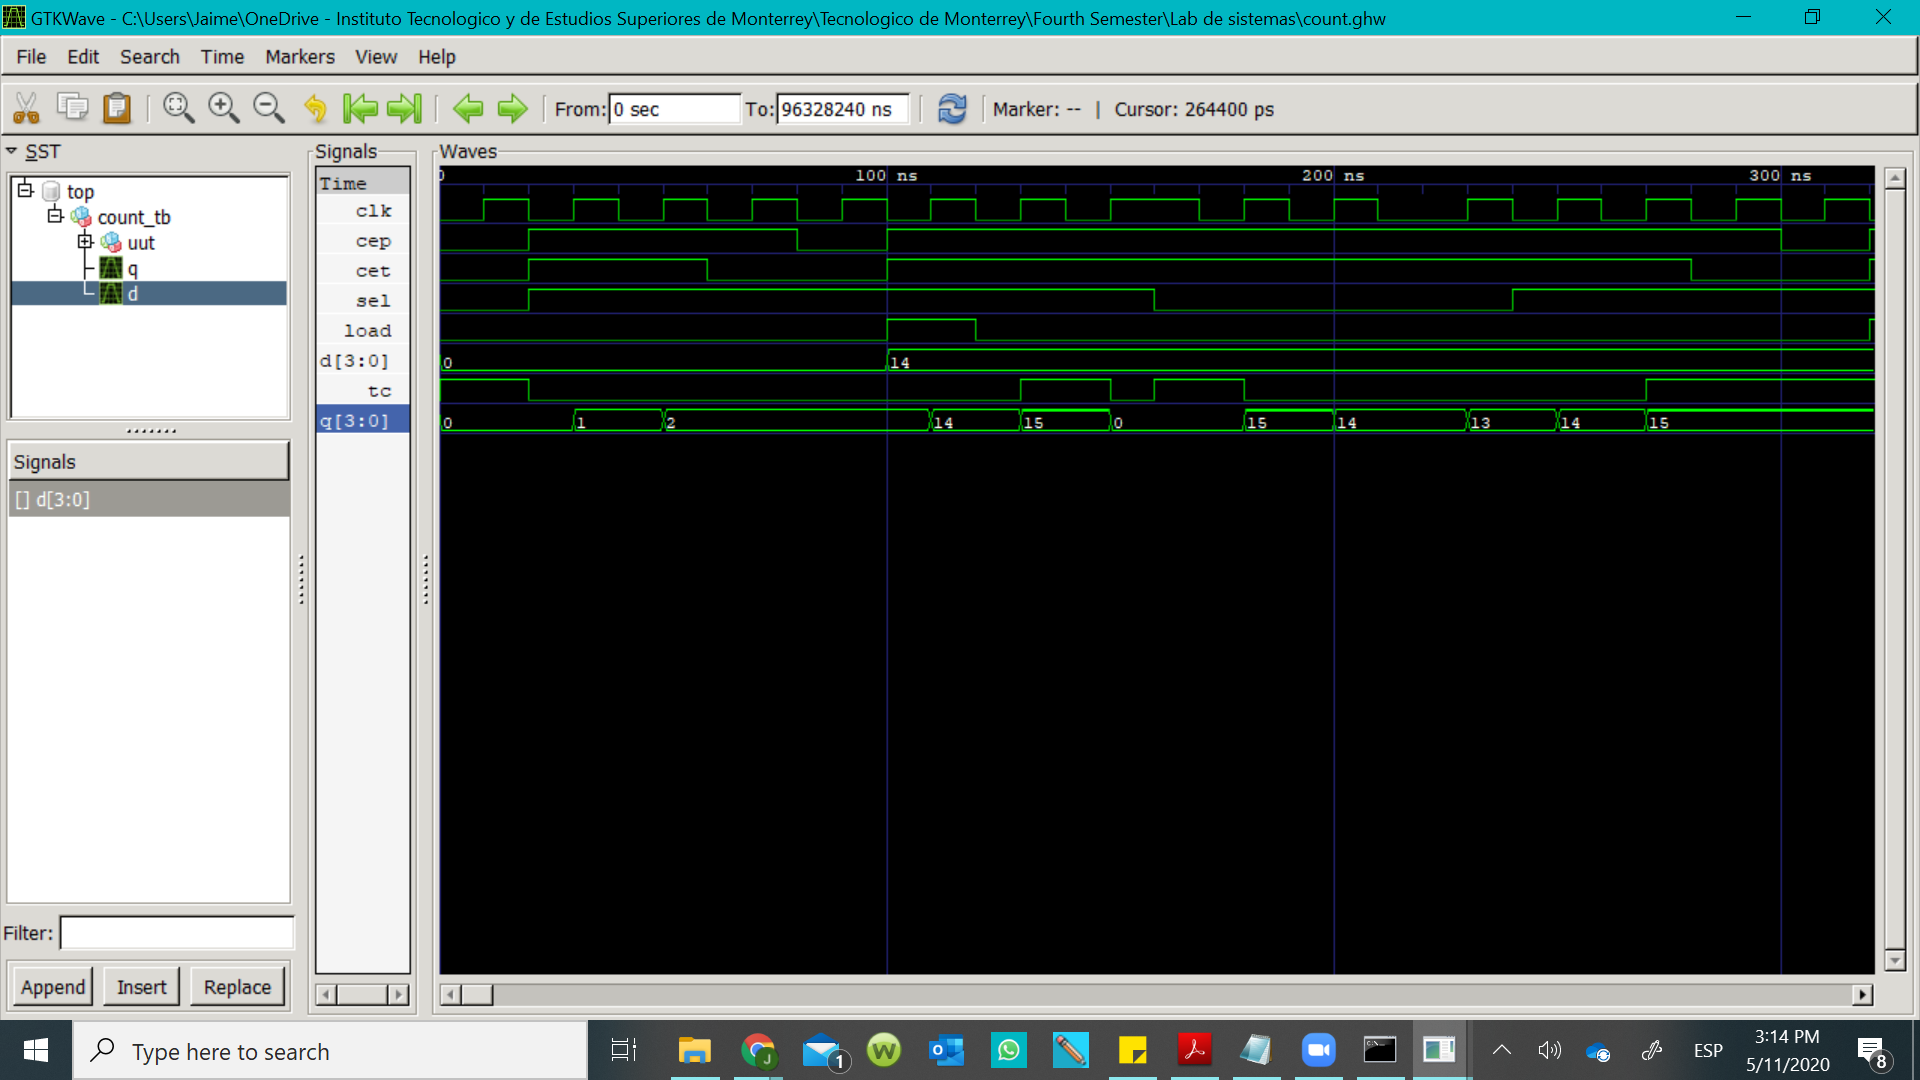 GTKWave - C:\Users\Jaime\OneDrive - Instituto Tecnologico y de Estudios Superiores de Monterrey\Tecnologico de Monterrey\Fourth Semester\Lab de sistemas\count.ghw
File Edit Search Time Markers View Help
From: 0 sec To: 96328240 ns Marker: -- | Cursor: 264400 ps
SST
top
count_tb
uut
q
d
Signals
[] d[3:0]
Filter:
Append Insert Replace
Signals
Time
clk
cep
cet
sel
load
d[3:0]
tc
q[3:0]
Waves
0 100 ns 200 ns 300 ns
0 14
0 1 2 14 15 0 15 14 13 14 15
Type here to search
1
W
J
ESP
3:14 PM
5/11/2020
8